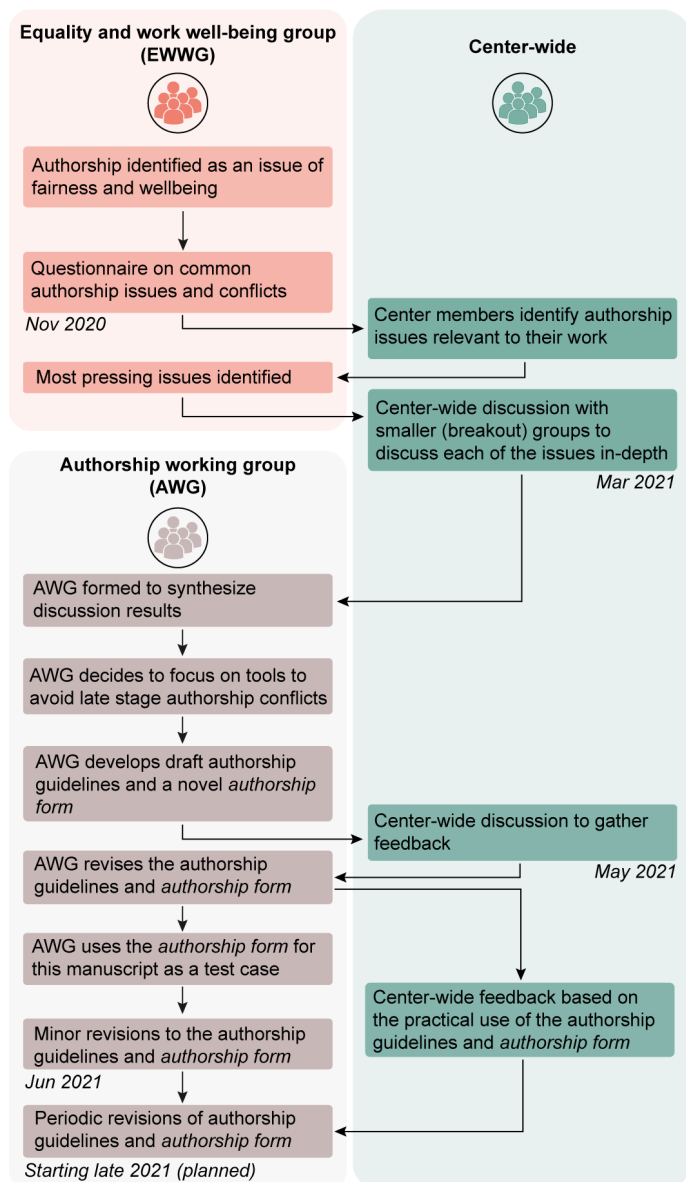 Equality and work well-being group
(EWWG)
Center-wide
Authorship identified as an issue of
fairness and wellbeing
Questionnaire on common
authorship issues and conflicts
Nov 2020
Center members identify authorship
issues relevant to their work
Most pressing issues identified
Center-wide discussion with
smaller (breakout) groups to
discuss each of the issues in-depth
Mar 2021
Authorship working group
(AWG)
AWG formed to synthesize
discussion results
AWG decides to focus on tools to
avoid late stage authorship conflicts
AWG develops draft authorship
guidelines and a novel authorship
form
Center-wide discussion to gather
feedback
May 2021
AWG revises the authorship
guidelines and authorship form
AWG uses the authorship form for
this manuscript as a test case
Center-wide feedback based on
the practical use of the authorship
guidelines and authorship form
Minor revisions to the authorship
guidelines and authorship form
Jun 2021
Periodic revisions of authorship
guidelines and authorship form
Starting late 2021 (planned)